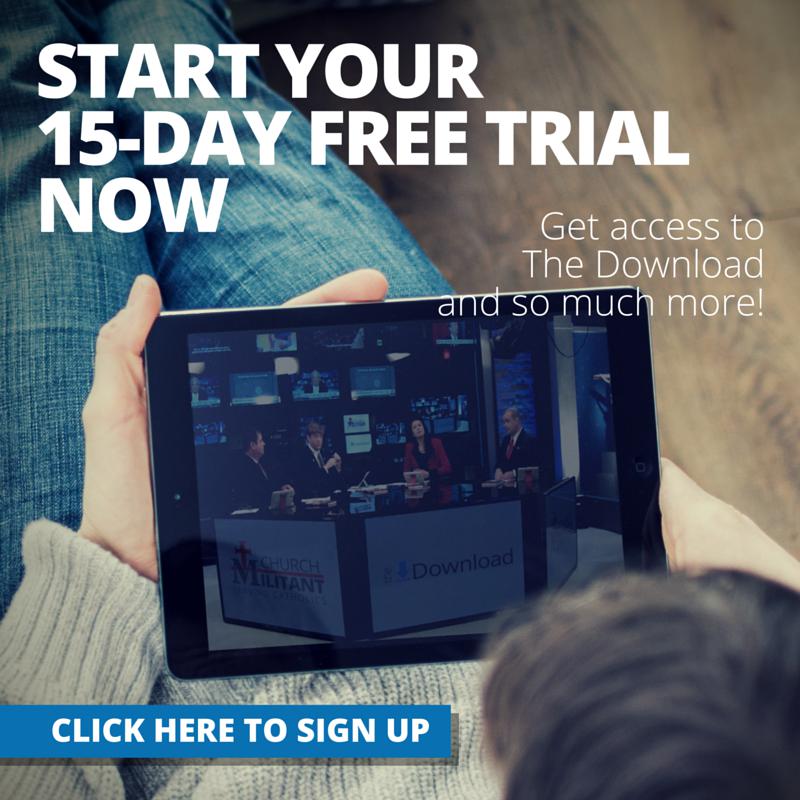 START YOUR
15-DAY FREE TRIAL
NOW
Get access to
The Download
and so much more!
CHURCH
MILITANT
Download
CLICK HERE TO SIGN UP